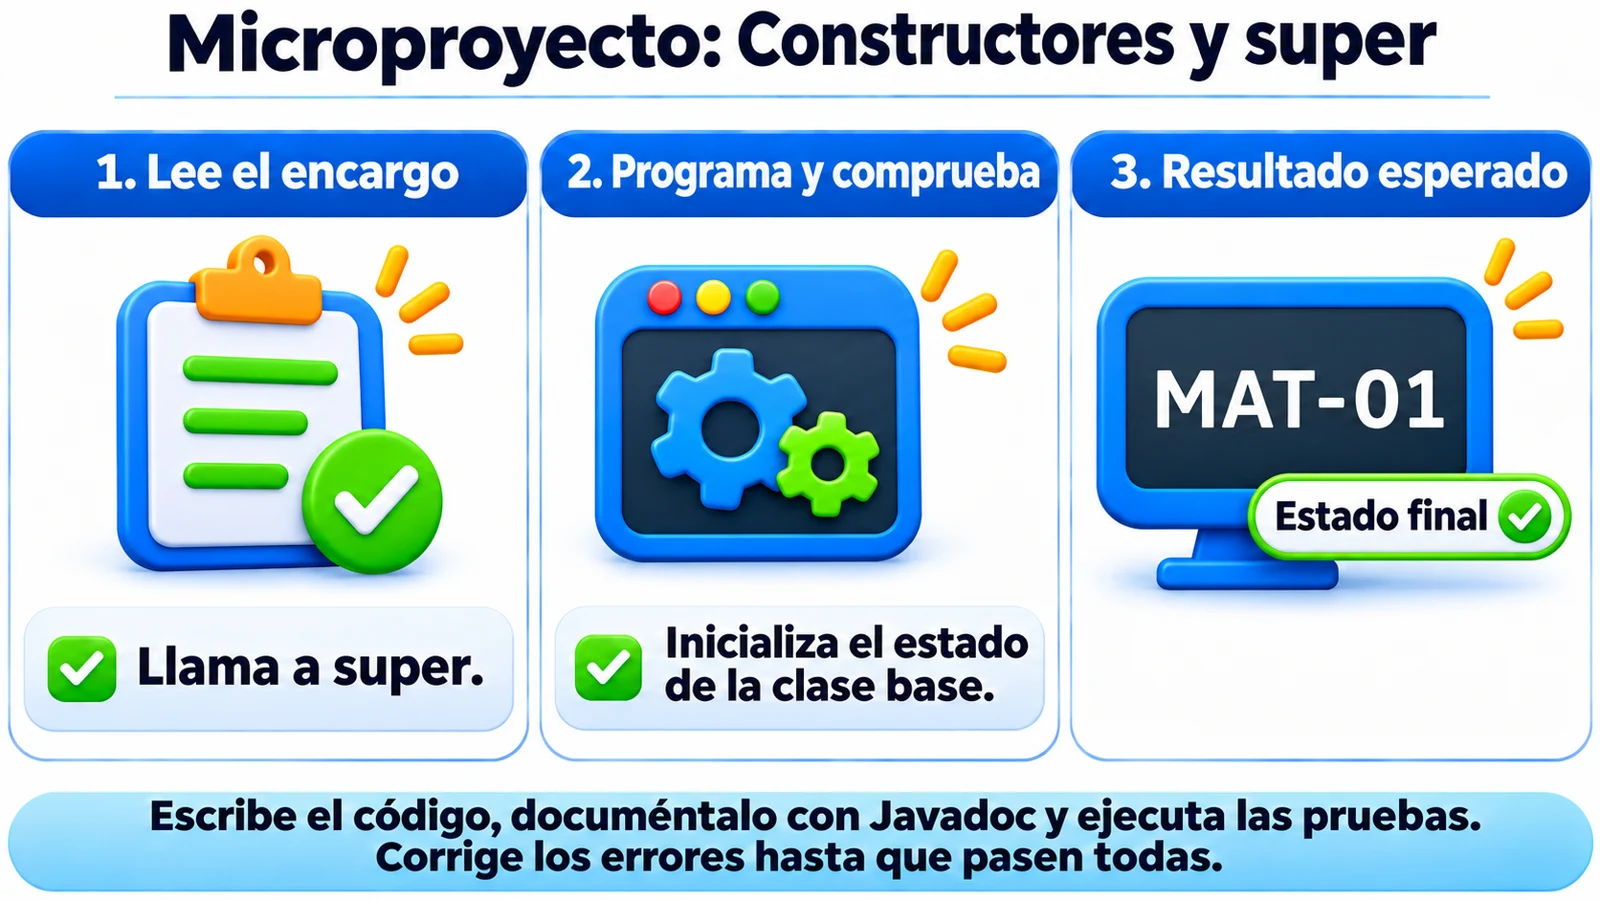 Microproyecto: Constructores y super
1. Lee el encargo
Llama a super.
2. Programa y comprueba
Inicializa el estado
de la clase base.
3. Resultado esperado
MAT-01
Estado final
Escribe el código, documéntalo con Javadoc y ejecuta las pruebas.
Corrige los errores hasta que pasen todas.